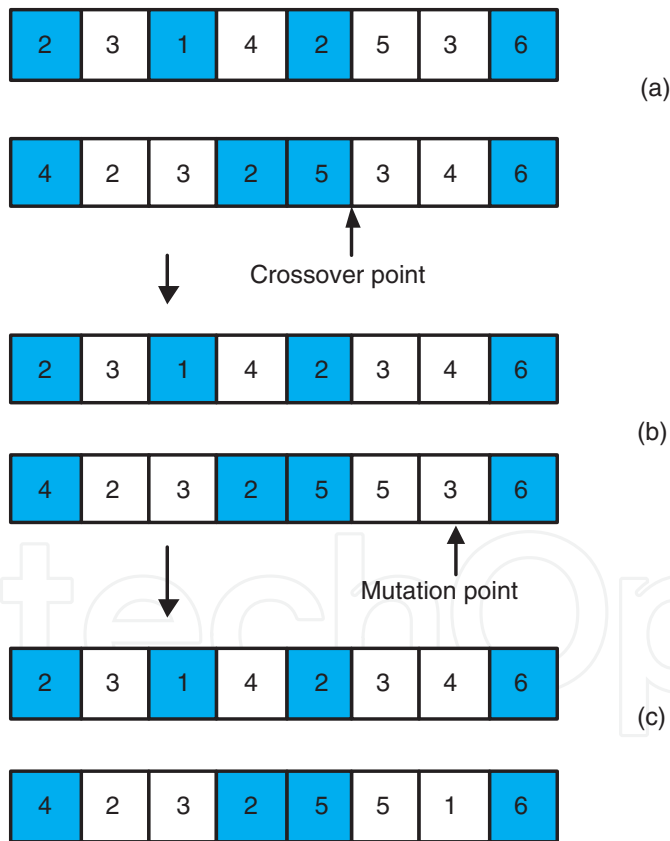 2 3 1 4 2 5 3 6
(a)
4 2 3 2 5 3 4 6
Crossover point
2 3 1 4 2 3 4 6
(b)
4 2 3 2 5 5 3 6
Mutation point
techOp
2 3 1 4 2 3 4 6
(c)
4 2 3 2 5 5 1 6